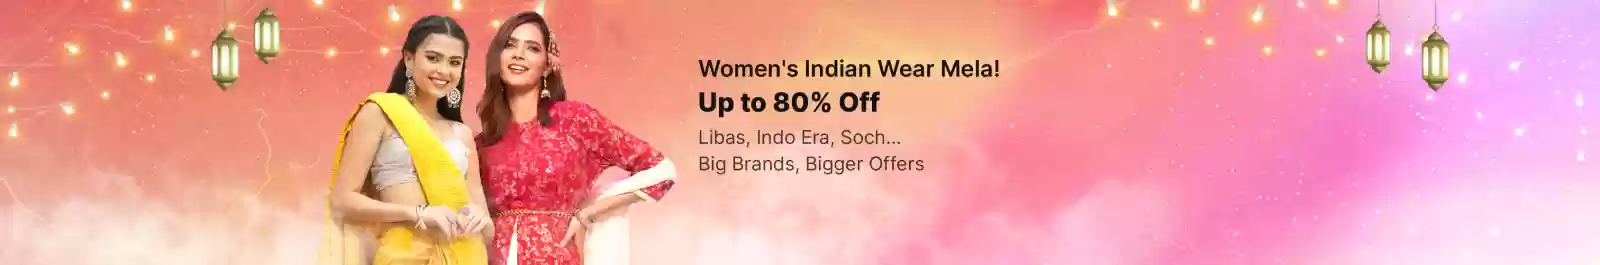 Women's Indian Wear Mela!
Up to 80% Off
Libas, Indo Era, Soch...
Big Brands, Bigger Offers